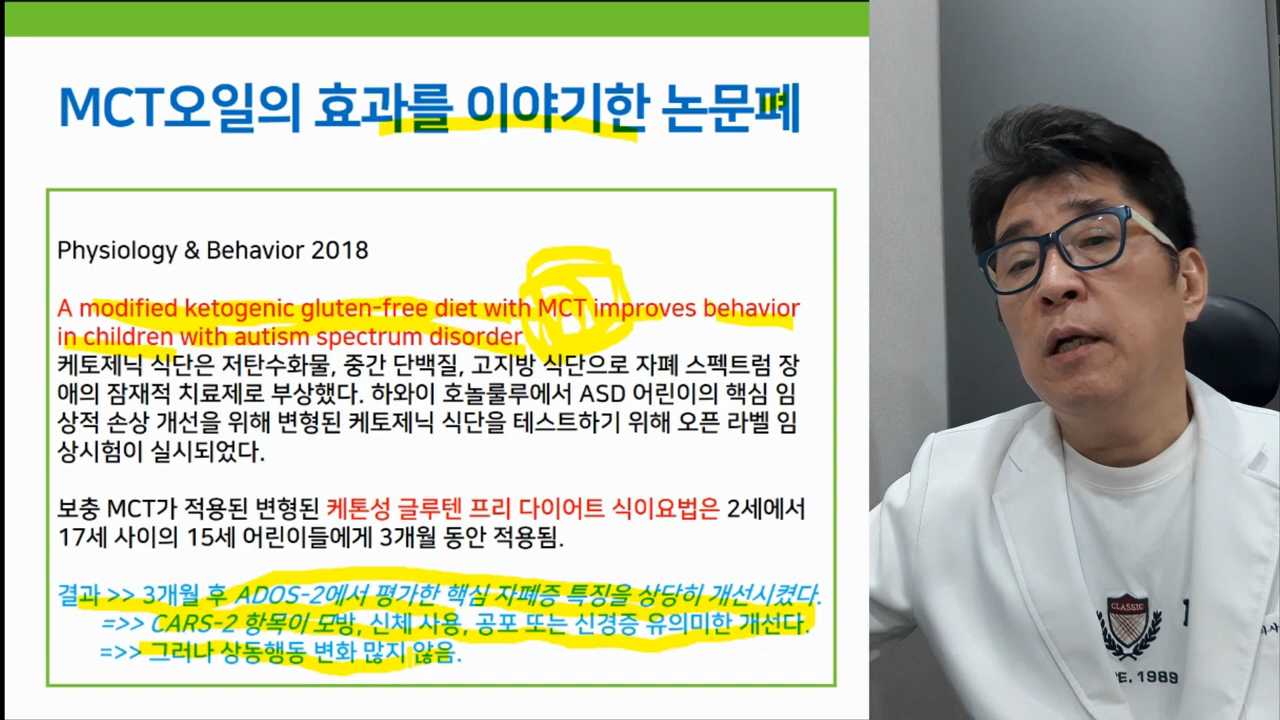 MCT오일의 효과를 이야기한 논문폐
Physiology & Behavior 2018
A modified ketogenic gluten-free diet with MCT improves behavior
in children with autism spectrum disorder
케토제닉 식단은 저탄수화물, 중간 단백질, 고지방 식단으로 자폐 스펙트럼 장
애의 잠재적 치료제로 부상했다. 하와이 호놀룰루에서 ASD 어린이의 핵심 임
상적 손상 개선을 위해 변형된 케토제닉 식단을 테스트하기 위해 오픈 라벨 임
상시험이 실시되었다.
보충 MCT가 적용된 변형된 케톤성 글루텐 프리 다이어트 식이요법은 2세에서
17세 사이의 15세 어린이들에게 3개월 동안 적용됨.
결과 >> 3개월 후 ADOS-2에서 평가한 핵심 자폐증 특징을 상당히 개선시켰다.
=>> CARS-2 항목이 모방, 신체 사용, 공포 또는 신경증 유의미한 개선다.
=>> 그러나 상동행동 변화 많지 않음.
CLASSIC
1989